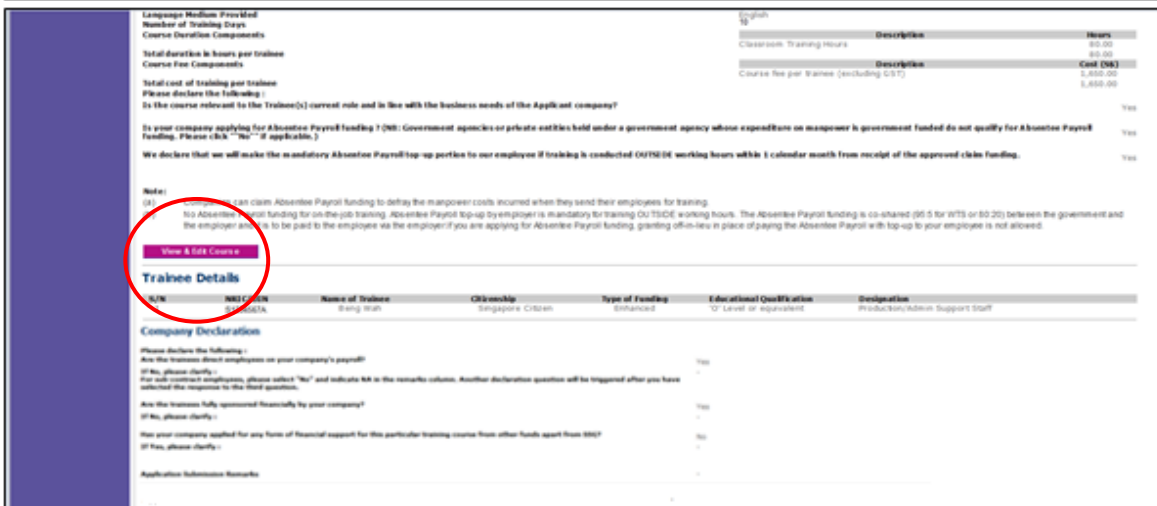 Language Medium Provided English
Number of Training Days 10
Course Duration Components Description Hours
Classroom Training Hours 80.00
Total duration in hours per trainee 80.00
Course Fee Components Description Cost (S$)
Course fee per trainee (excluding GST) 1,650.00
Total cost of training per trainee 1,650.00
Please declare the following :
Is the course relevant to the Trainee(s) current role and in line with the business needs of the Applicant company? Yes
Is your company applying for Absentee Payroll funding ? (NB: Government agencies or private entities held under a government agency whose expenditure on manpower is government funded do not qualify for Absentee Payroll
funding. Please click ""No"" if applicable.) Yes
We declare that we will make the mandatory Absentee Payroll top-up portion to our employee if training is conducted OUTSIDE working hours within 1 calendar month from receipt of the approved claim funding. Yes
Note:
(a) can claim Absentee Payroll funding to defray the manpower costs incurred when they send their employees for training.
No Absentee Payroll funding for on-the-job training. Absentee Payroll top-up by employer is mandatory for training OUTSIDE working hours. The Absentee Payroll funding is co-shared (95:5 for WTS or 80:20) between the government and
the employer and is to be paid to the employee via the employer.If you are applying for Absentee Payroll funding, granting off-in-lieu in place of paying the Absentee Payroll with top-up to your employee is not allowed.
View & Edit Course
Trainee Details
S/N Name of Trainee Citizenship Type of Funding Educational Qualification Designation
Beng Wah Singapore Citizen Enhanced 'O' Level or equivalent Production/Admin Support Staff
Company Declaration
Please declare the following :
Are the trainees direct employees on your company's payroll? Yes
If No, please clarify : -
For sub-contract employees, please select "No" and indicate NA in the remarks column. Another declaration question will be triggered after you have
selected the response to the third question.
Are the trainees fully sponsored financially by your company? Yes
If No, please clarify : -
Has your company applied for any form of financial support for this particular training course from other funds apart from No
If Yes, please clarify : -
Application Submission Remarks -